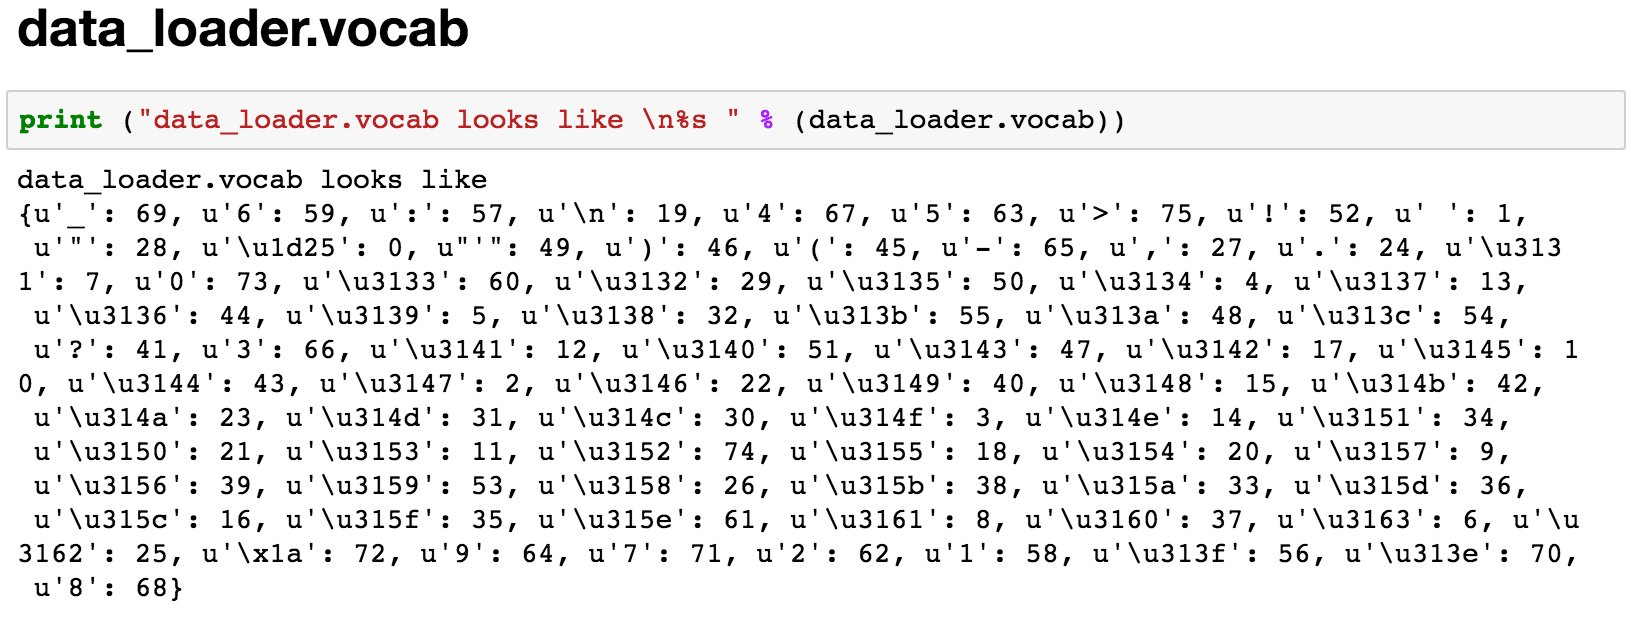 data_loader.vocab
print ("data_loader.vocab looks like \n%s " % (data_loader.vocab))
data_loader.vocab looks like
{u'_': 69, u'6': 59, u':': 57, u'\n': 19, u'4': 67, u'5': 63, u'>': 75, u'!': 52, u' ': 1,
u'"': 28, u'\u1d25': 0, u"'": 49, u')': 46, u'(': 45, u'-': 65, u',': 27, u'.': 24, u'\u313
1': 7, u'0': 73, u'\u3133': 60, u'\u3132': 29, u'\u3135': 50, u'\u3134': 4, u'\u3137': 13,
u'\u3136': 44, u'\u3139': 5, u'\u3138': 32, u'\u313b': 55, u'\u313a': 48, u'\u313c': 54,
u'?': 41, u'3': 66, u'\u3141': 12, u'\u3140': 51, u'\u3143': 47, u'\u3142': 17, u'\u3145': 1
0, u'\u3144': 43, u'\u3147': 2, u'\u3146': 22, u'\u3149': 40, u'\u3148': 15, u'\u314b': 42,
u'\u314a': 23, u'\u314d': 31, u'\u314c': 30, u'\u314f': 3, u'\u314e': 14, u'\u3151': 34,
u'\u3150': 21, u'\u3153': 11, u'\u3152': 74, u'\u3155': 18, u'\u3154': 20, u'\u3157': 9,
u'\u3156': 39, u'\u3159': 53, u'\u3158': 26, u'\u315b': 38, u'\u315a': 33, u'\u315d': 36,
u'\u315c': 16, u'\u315f': 35, u'\u315e': 61, u'\u3161': 8, u'\u3160': 37, u'\u3163': 6, u'\u
3162': 25, u'\x1a': 72, u'9': 64, u'7': 71, u'2': 62, u'1': 58, u'\u313f': 56, u'\u313e': 70,
u'8': 68}